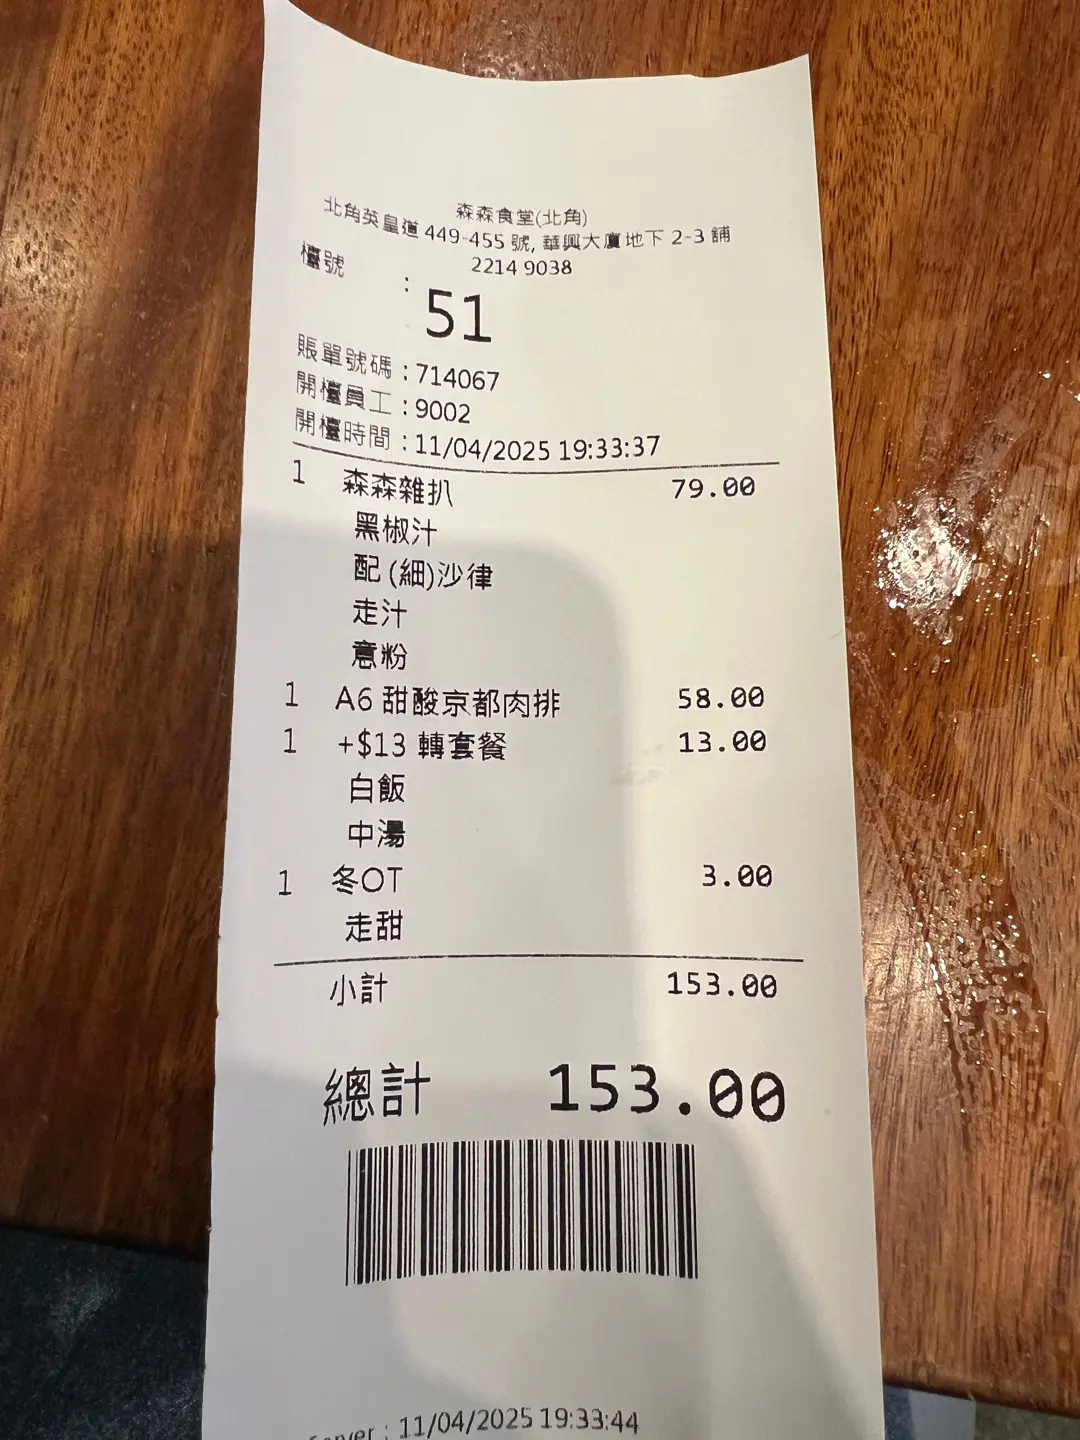 森森食堂(北角)
北角英皇道 449-455 號, 華興大廈地下 2-3 舖
2214 9038
檯號 :
51
賬單號碼 : 714067
開檯員工 : 9002
開檯時間 : 11/04/2025 19:33:37
1 森森雜扒 79.00
黑椒汁
配 (細)沙律
走汁
意粉
1 A6 甜酸京都肉排 58.00
1 +$13 轉套餐 13.00
白飯
中湯
1 冬OT 3.00
走甜
小計 153.00
總計 153.00
Server : 11/04/2025 19:33:44